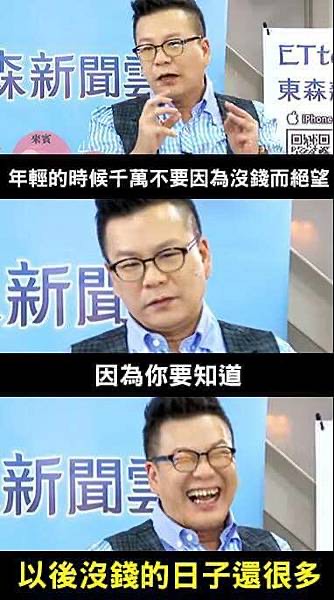 森新聞雲
ETto
東森新
iPhone
來賓
年輕的時候千萬不要因為沒錢而絕望
新聞雲
因為你要知道
新聞雲
以後沒錢的日子還很多